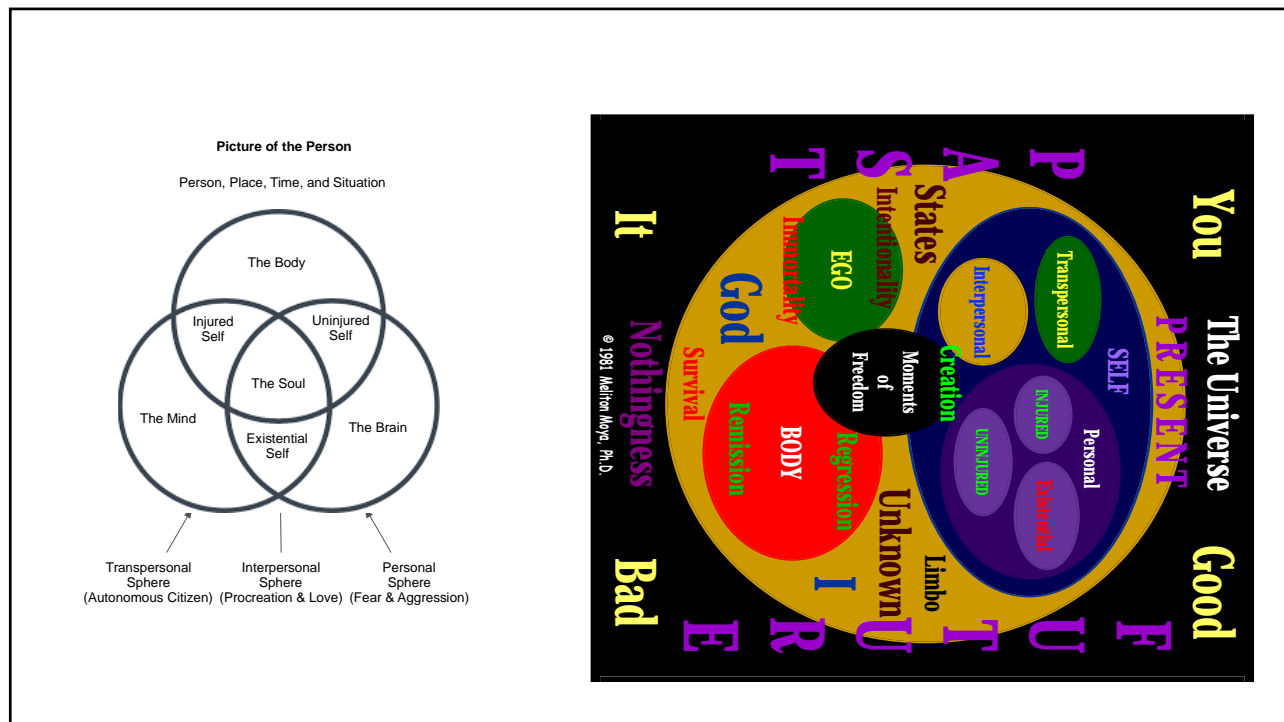 Picture of the Person
Person, Place, Time, and Situation
The Body
Injured
Self
Uninjured
Self
The Soul
The Mind
The Brain
Existential
Self
Transpersonal
Sphere
(Autonomous Citizen)
Interpersonal
Sphere
(Procreation & Love)
Personal
Sphere
(Fear & Aggression)
You
The Universe
Good
PRESENT
PAST
SELF
Transpersonal
Interpersonal
Personal
INJURED
UNINJURED
Existential
Creation
States
Intentionality
EGO
Immortality
God
Moments
of
Freedom
Limbo
Unknown
Regression
BODY
Remission
Survival
I
FUTURE
Nothingness
It
© 1981 Meliton Moya, Ph.D.
Bad